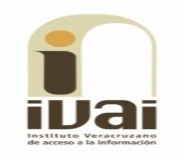 ivai
Instituto Veracruzano
de acceso a la información